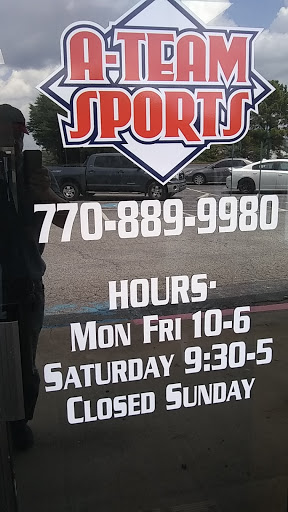 A-TEAM
SPORTS
770-889-9980
HOURS-
MON FRI 10-6
SATURDAY 9:30-5
CLOSED SUNDAY